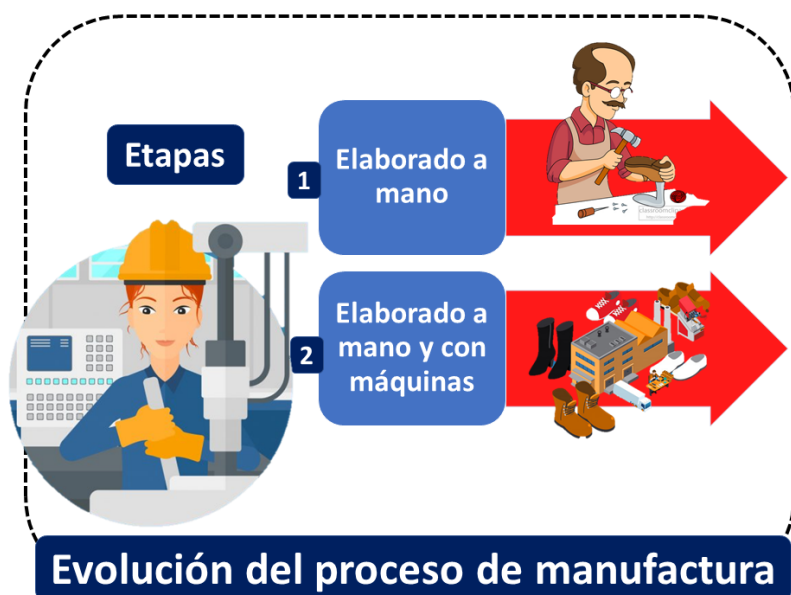 Etapas
1
Elaborado a
mano
2
Elaborado a
mano y con
máquinas
Evolución del proceso de manufactura